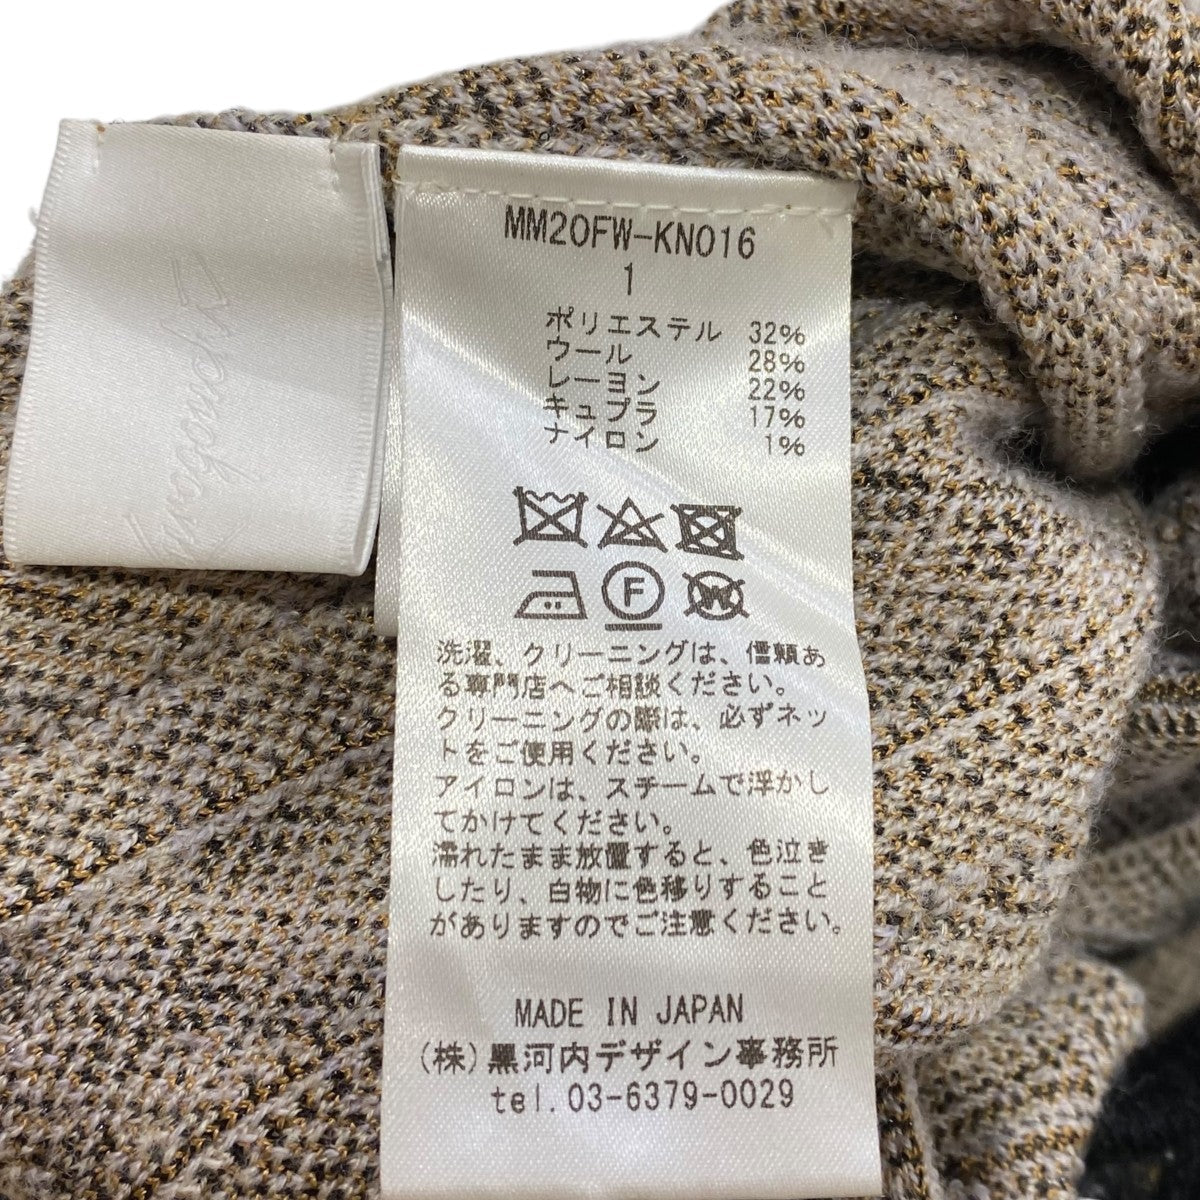 MM20FW-KN016
1
ポリエステル 32%
ウール 28%
レーヨン 22%
キュプラ 17%
ナイロン 1%
F W
洗濯、クリーニングは、信頼あ
る専門店へご相談ください。
クリーニングの際は、必ずネッ
トをご使用ください。
アイロンは、スチームで浮かし
てかけてください。
濡れたまま放置すると、色泣き
したり、白物に色移りすること
がありますのでご注意ください。
MADE IN JAPAN
(株)黒河内デザイン事務所
tel.03-6379-0029